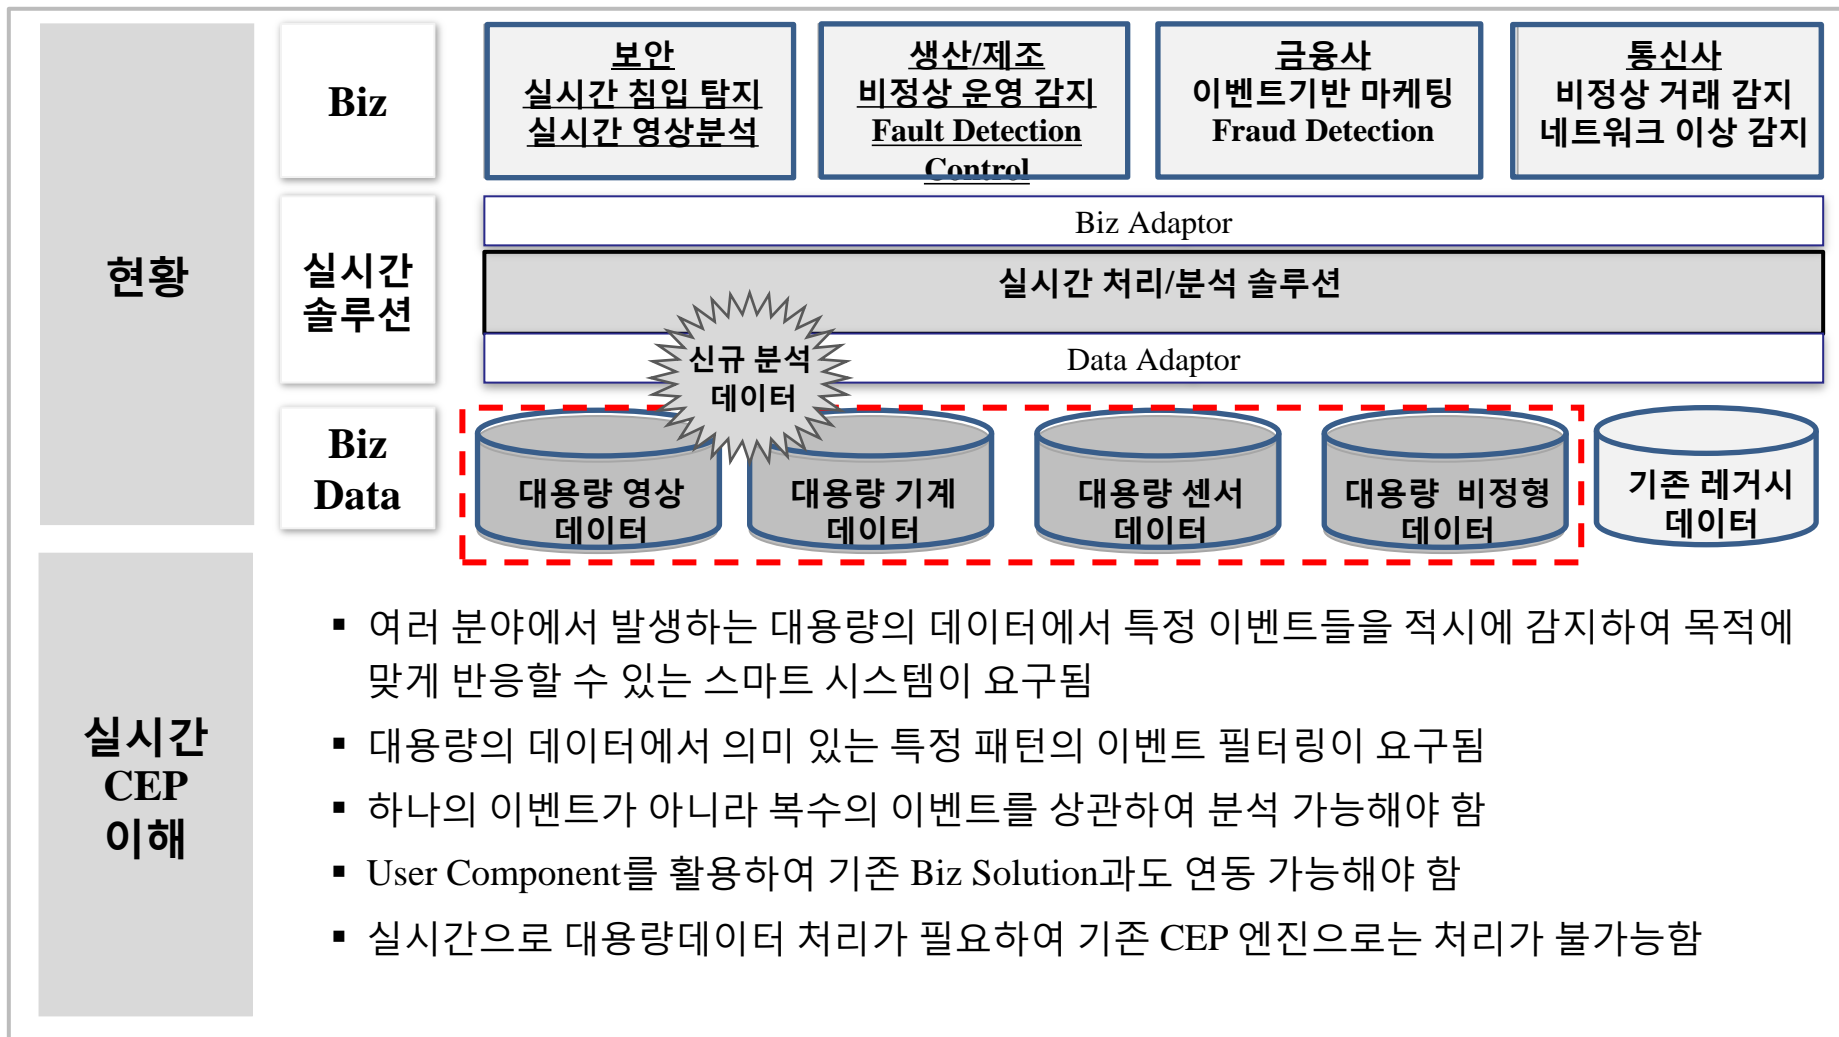 현황
Biz
보안
실시간 침입 탐지
실시간 영상분석
생산/제조
비정상 운영 감지
Fault Detection
Control
금융사
이벤트기반 마케팅
Fraud Detection
통신사
비정상 거래 감지
네트워크 이상 감지
실시간
솔루션
Biz Adaptor
실시간 처리/분석 솔루션
Data Adaptor
신규 분석
데이터
Biz
Data
대용량 영상
데이터
대용량 기계
데이터
대용량 센서
데이터
대용량 비정형
데이터
기존 레거시
데이터
실시간
CEP
이해
▪ 여러 분야에서 발생하는 대용량의 데이터에서 특정 이벤트들을 적시에 감지하여 목적에
맞게 반응할 수 있는 스마트 시스템이 요구됨
▪ 대용량의 데이터에서 의미 있는 특정 패턴의 이벤트 필터링이 요구됨
▪ 하나의 이벤트가 아니라 복수의 이벤트를 상관하여 분석 가능해야 함
▪ User Component를 활용하여 기존 Biz Solution과도 연동 가능해야 함
▪ 실시간으로 대용량데이터 처리가 필요하여 기존 CEP 엔진으로는 처리가 불가능함